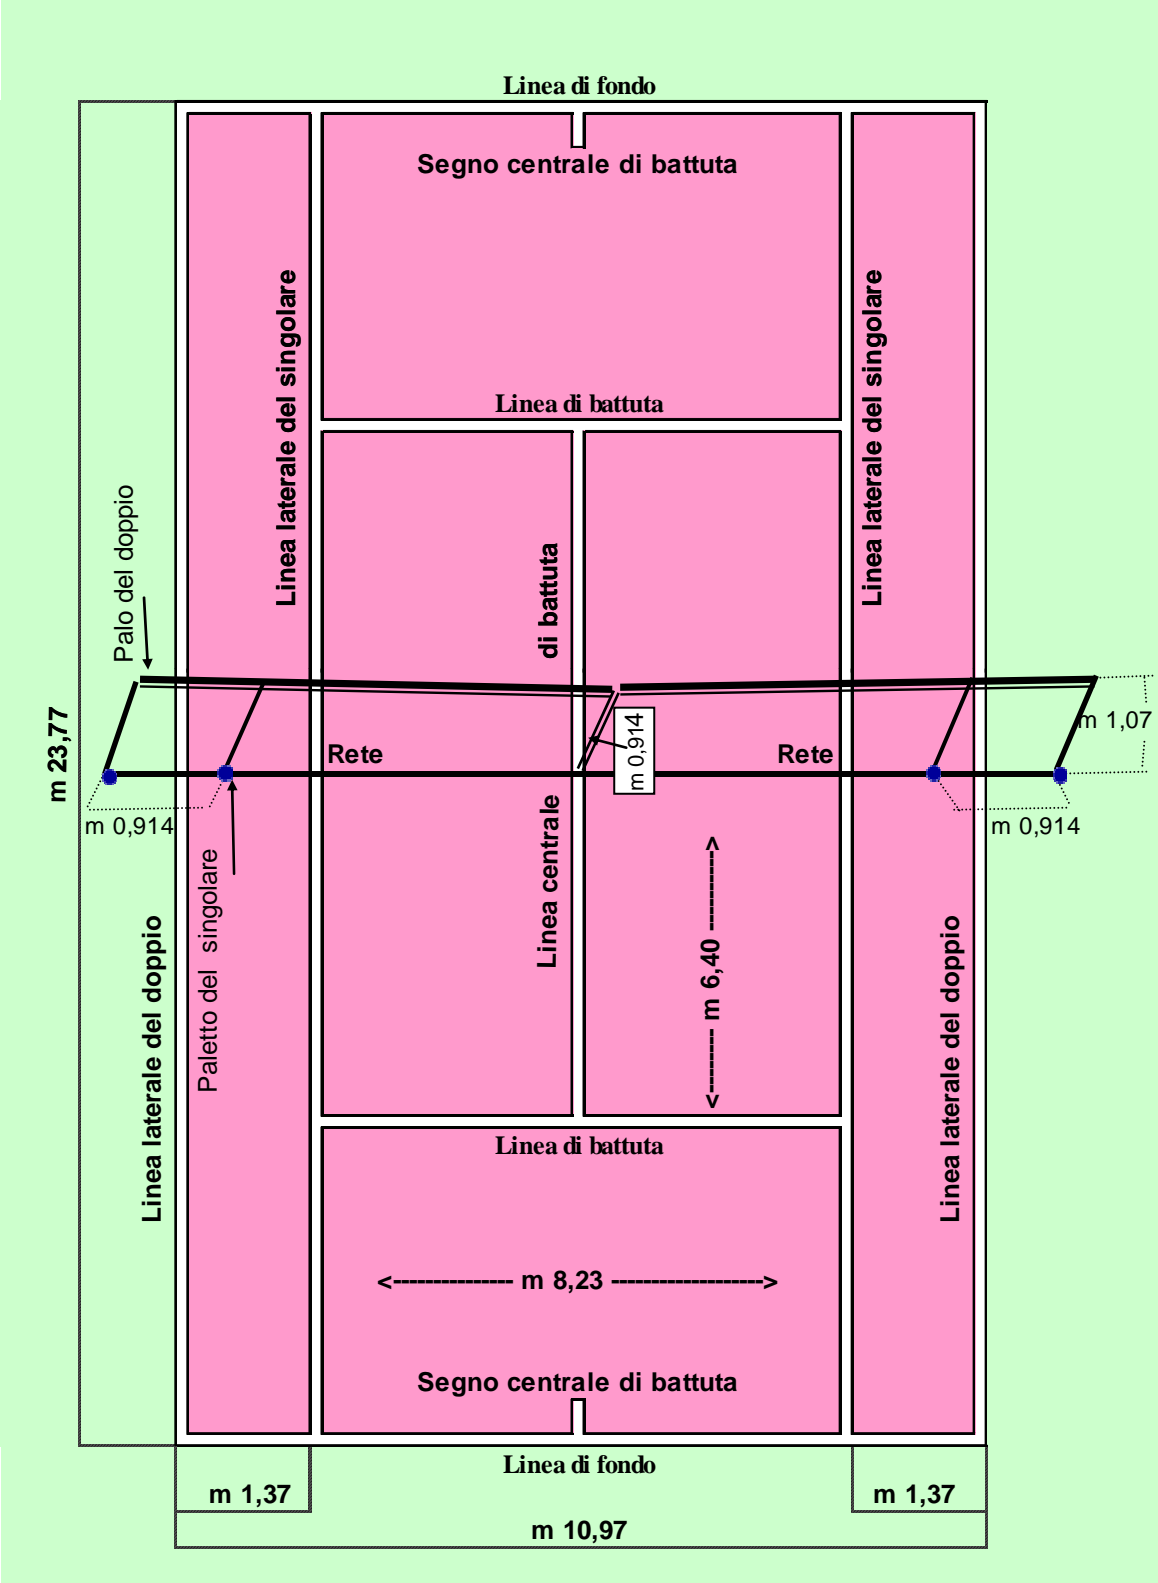 Linea di fondo
Segno centrale di battuta
Linea laterale del singolare
Linea laterale del singolare
Linea di battuta
Palo del doppio
di battuta
m 23,77
m 0,914
m 1,07
Rete
Rete
m 0,914
m 0,914
Linea centrale
Paletto del singolare
m 6,40
Linea laterale del doppio
Linea laterale del doppio
Linea di battuta
<--------------- m 8,23 ------------------->
Segno centrale di battuta
Linea di fondo
m 1,37
m 1,37
m 10,97